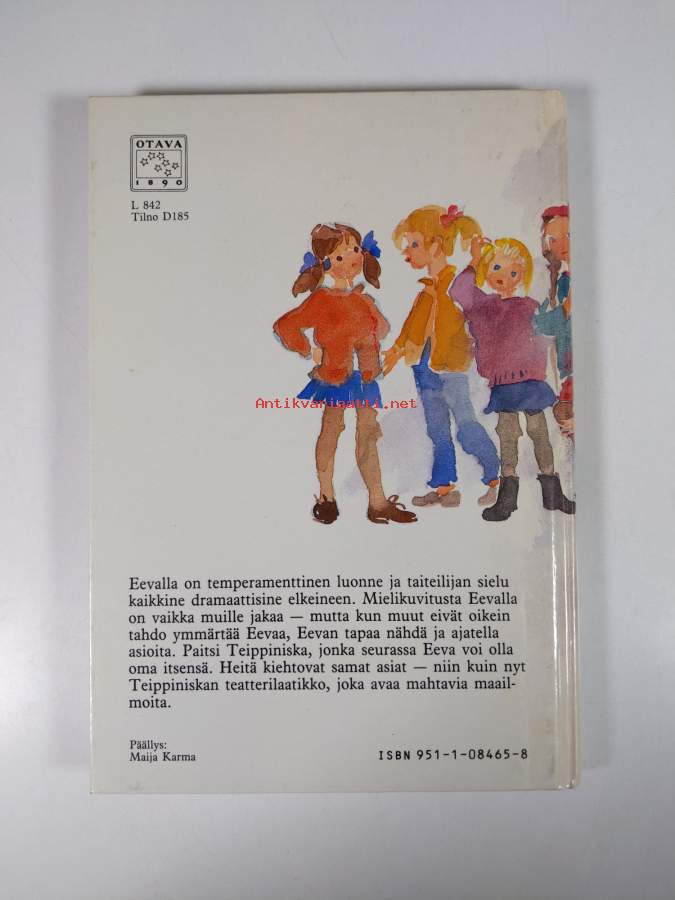 OTAVA
1890
L 842
Tilno D185
Antikvariaatti.net
Eevalla on temperamenttinen luonne ja taiteilijan sielu
kaikkine dramaattisine elkeineen. Mielikuvitusta Eevalla
on vaikka muille jakaa — mutta kun muut eivät oikein
tahdo ymmärtää Eevaa, Eevan tapaa nähdä ja ajatella
asioita. Paitsi Teippiniska, jonka seurassa Eeva voi olla
oma itsensä. Heitä kiehtovat samat asiat — niin kuin nyt
Teippiniskan teatterilaatikko, joka avaa mahtavia maail-
moita.
Päällys:
Maija Karma
ISBN 951-1-08465-8